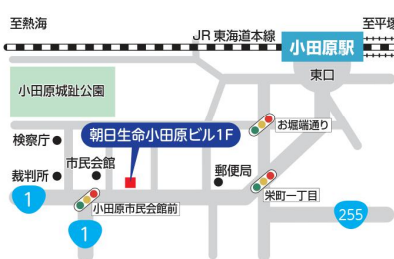 至熱海
JR 東海道本線
至平塚
小田原駅
東口
小田原城趾公園
お堀端通り
検察庁
朝日生命小田原ビル1F
市民会館
裁判所
郵便局
栄町一丁目
1
小田原市民会館前
255
1